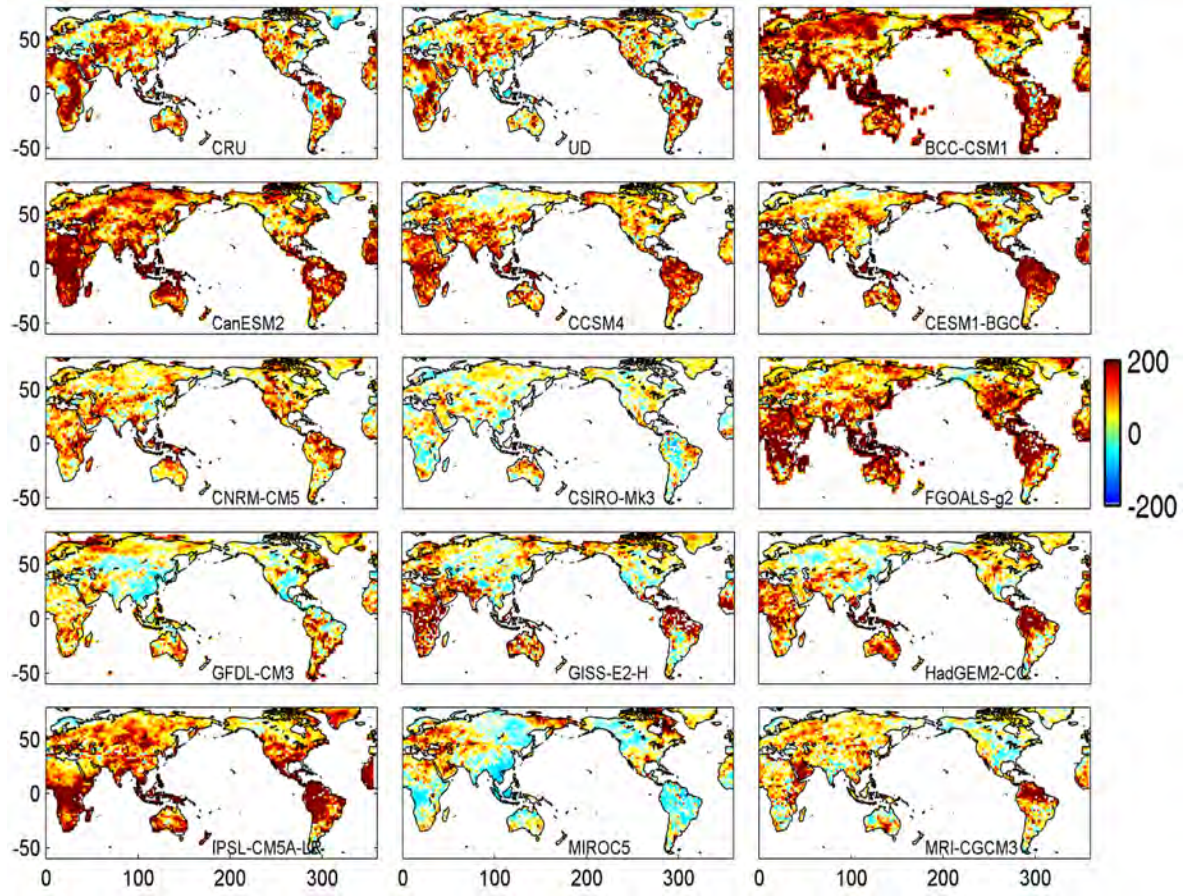 50
0
-50
CRU
UD
BCC-CSM1
50
0
-50
CanESM2
CCSM4
CESM1-BGC
50
0
-50
CNRM-CM5
CSIRO-Mk3
FGOALS-g2
200
0
-200
50
0
-50
GFDL-CM3
GISS-E2-H
HadGEM2-CC
50
0
-50
IPSL-CM5A-LR
MIROC5
MRI-CGCM3
0 100 200 300
0 100 200 300
0 100 200 300